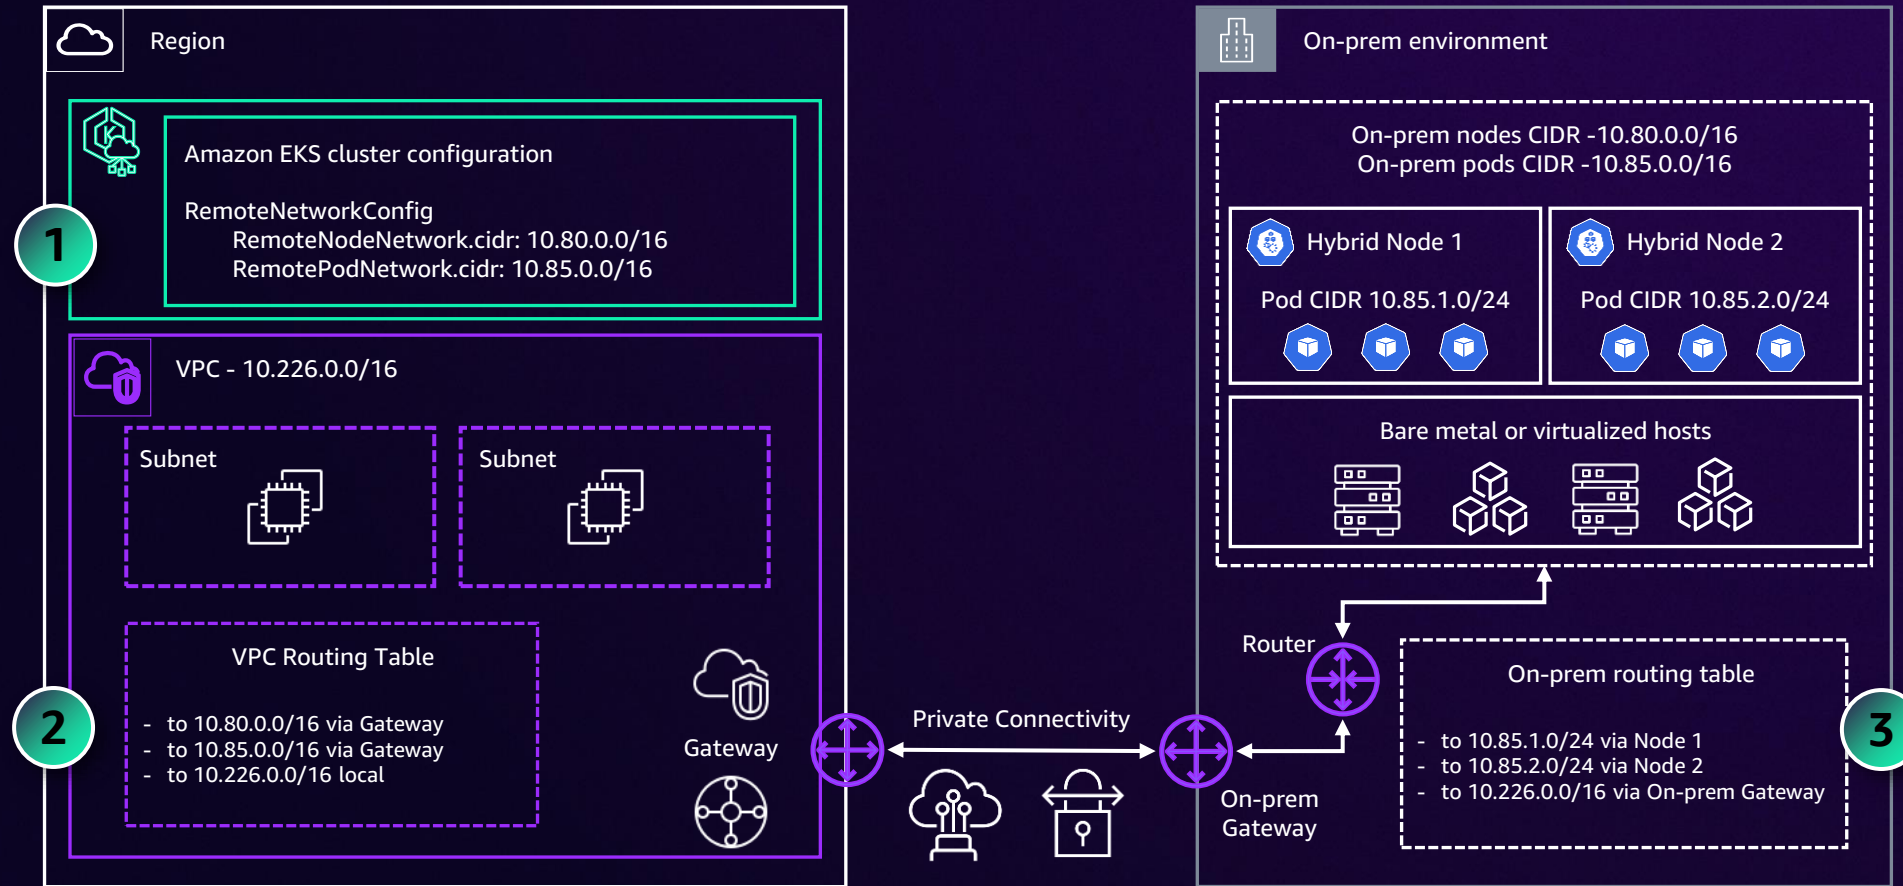 Region
Amazon EKS cluster configuration
RemoteNetworkConfig
RemoteNodeNetwork.cidr: 10.80.0.0/16
RemotePodNetwork.cidr: 10.85.0.0/16
1
VPC - 10.226.0.0/16
Subnet
Subnet
VPC Routing Table
- to 10.80.0.0/16 via Gateway
- to 10.85.0.0/16 via Gateway
- to 10.226.0.0/16 local
2
Gateway
Private Connectivity
On-prem environment
On-prem nodes CIDR -10.80.0.0/16
On-prem pods CIDR -10.85.0.0/16
Hybrid Node 1
Pod CIDR 10.85.1.0/24
Hybrid Node 2
Pod CIDR 10.85.2.0/24
Bare metal or virtualized hosts
Router
On-prem
Gateway
On-prem routing table
- to 10.85.1.0/24 via Node 1
- to 10.85.2.0/24 via Node 2
- to 10.226.0.0/16 via On-prem Gateway
3